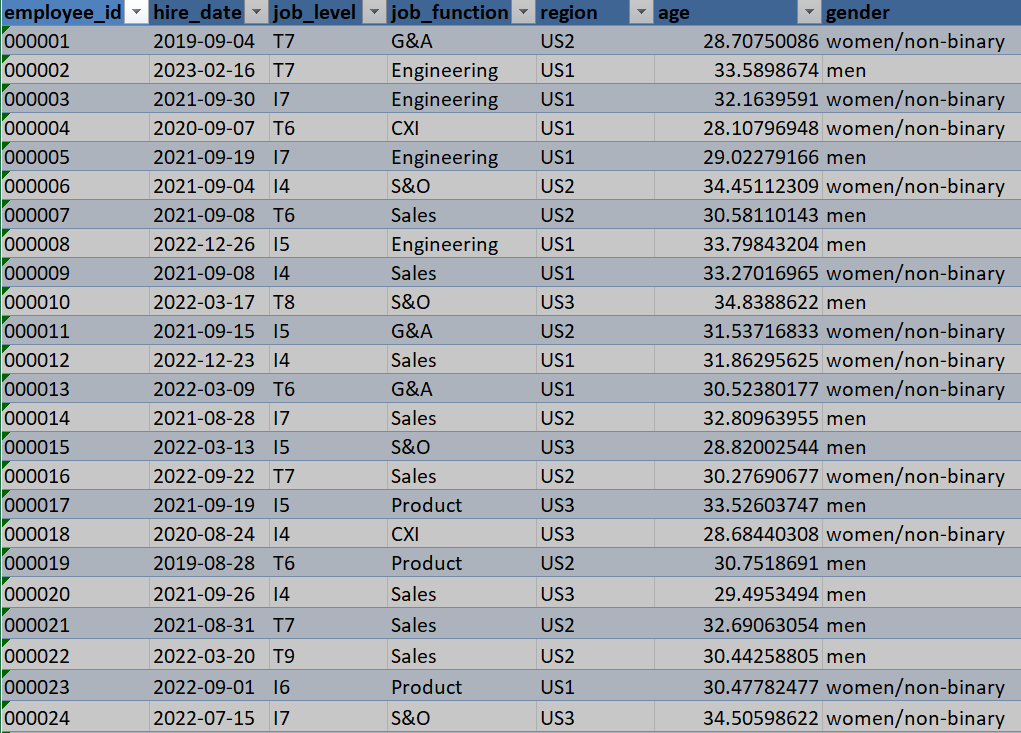 employee_id hire_date job_level job_function region age gender
000001 2019-09-04 T7 G&A US2 28.70750086 women/non-binary
000002 2023-02-16 T7 Engineering US1 33.5898674 men
000003 2021-09-30 I7 Engineering US1 32.1639591 women/non-binary
000004 2020-09-07 T6 CXI US1 28.10796948 women/non-binary
000005 2021-09-19 I7 Engineering US1 29.02279166 men
000006 2021-09-04 I4 S&O US2 34.45112309 women/non-binary
000007 2021-09-08 T6 Sales US2 30.58110143 men
000008 2022-12-26 I5 Engineering US1 33.79843204 men
000009 2021-09-08 I4 Sales US1 33.27016965 women/non-binary
000010 2022-03-17 T8 S&O US3 34.8388622 men
000011 2021-09-15 I5 G&A US2 31.53716833 women/non-binary
000012 2022-12-23 I4 Sales US1 31.86295625 women/non-binary
000013 2022-03-09 T6 G&A US1 30.52380177 women/non-binary
000014 2021-08-28 I7 Sales US2 32.80963955 men
000015 2022-03-13 I5 S&O US3 28.82002544 men
000016 2022-09-22 T7 Sales US2 30.27690677 women/non-binary
000017 2021-09-19 I5 Product US3 33.52603747 men
000018 2020-08-24 I4 CXI US3 28.68440308 women/non-binary
000019 2019-08-28 T6 Product US2 30.7518691 men
000020 2021-09-26 I4 Sales US3 29.4953494 men
000021 2021-08-31 T7 Sales US2 32.69063054 men
000022 2022-03-20 T9 Sales US2 30.44258805 men
000023 2022-09-01 I6 Product US1 30.47782477 women/non-binary
000024 2022-07-15 I7 S&O US3 34.50598622 women/non-binary